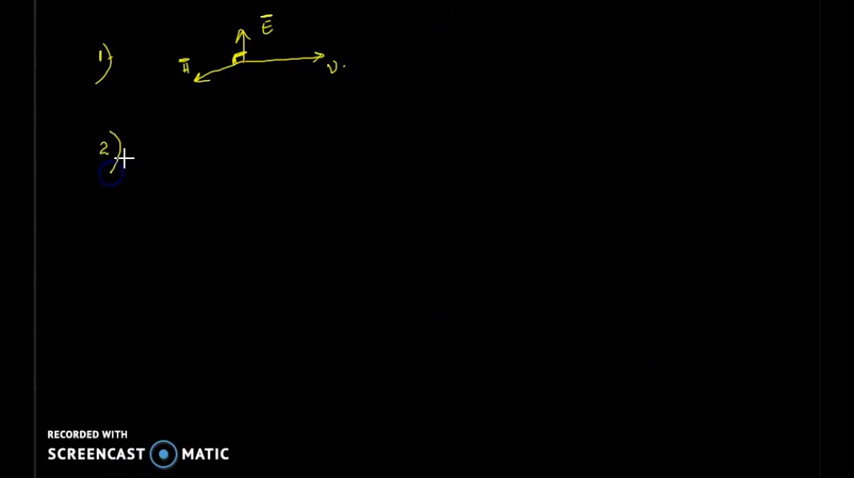 1) H̅ E̅ v.
2)
RECORDED WITH
SCREENCAST MATIC